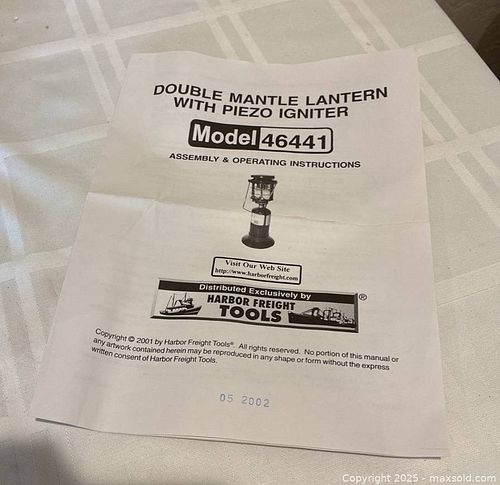 DOUBLE MANTLE LANTERN
WITH PIEZO IGNITER
Model 46441
ASSEMBLY & OPERATING INSTRUCTIONS
Visit Our Web Site
http://www.harborfreight.com
Distributed Exclusively by
HARBOR FREIGHT
TOOLS ®
Copyright © 2001 by Harbor Freight Tools®. All rights reserved. No portion of this manual or
any artwork contained herein may be reproduced in any shape or form without the express
written consent of Harbor Freight Tools.
05 2002
Copyright 2025 - maxsold.com